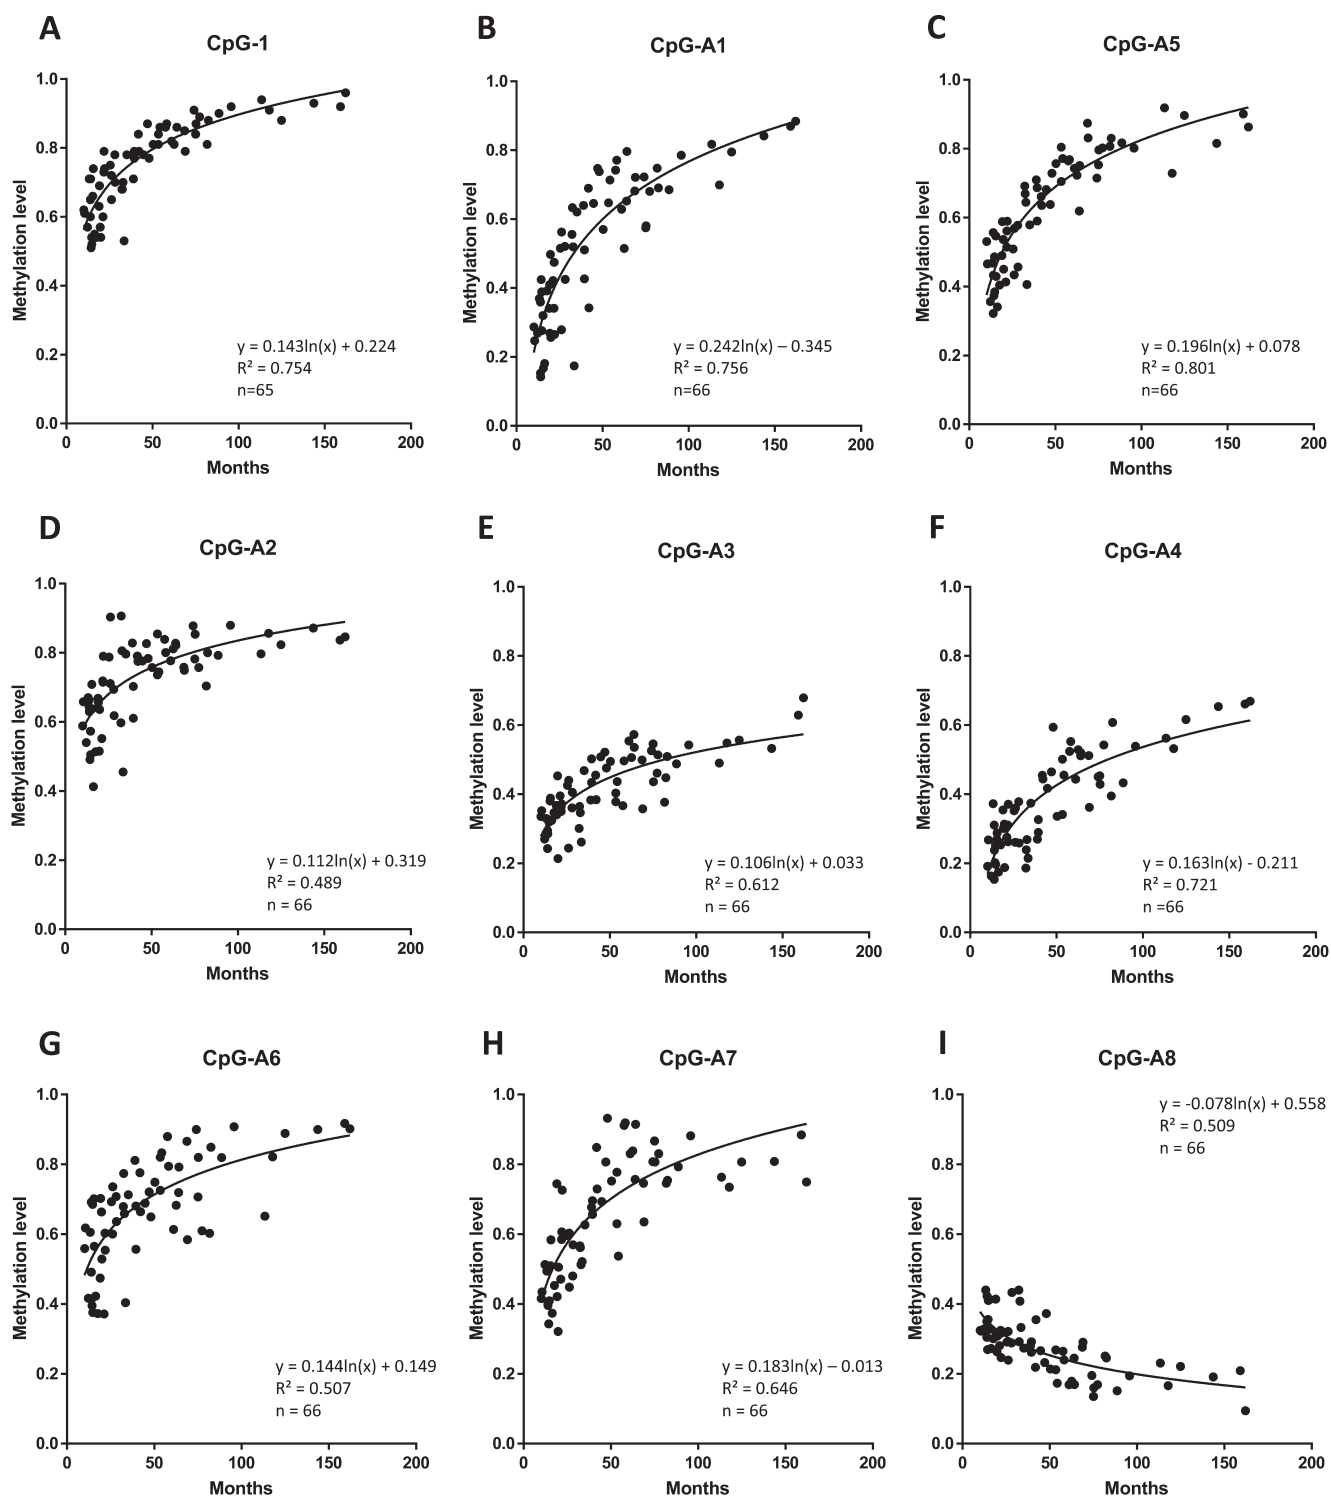 A
CpG-1
Methylation level
1.0
0.8
0.6
0.4
0.2
0.0
y = 0.143ln(x) + 0.224
R² = 0.754
n=65
0 50 100 150 200
Months
B
CpG-A1
Methylation level
1.0
0.8
0.6
0.4
0.2
0.0
y = 0.242ln(x) – 0.345
R² = 0.756
n=66
0 50 100 150 200
Months
C
CpG-A5
Methylation level
1.0
0.8
0.6
0.4
0.2
0.0
y = 0.196ln(x) + 0.078
R² = 0.801
n=66
0 50 100 150 200
Months
D
CpG-A2
Methylation level
1.0
0.8
0.6
0.4
0.2
0.0
y = 0.112ln(x) + 0.319
R² = 0.489
n = 66
0 50 100 150 200
Months
E
CpG-A3
Methylation level
1.0
0.8
0.6
0.4
0.2
0.0
y = 0.106ln(x) + 0.033
R² = 0.612
n = 66
0 50 100 150 200
Months
F
CpG-A4
Methylation level
1.0
0.8
0.6
0.4
0.2
0.0
y = 0.163ln(x) - 0.211
R² = 0.721
n =66
0 50 100 150 200
Months
G
CpG-A6
Methylation level
1.0
0.8
0.6
0.4
0.2
0.0
y = 0.144ln(x) + 0.149
R² = 0.507
n = 66
0 50 100 150 200
Months
H
CpG-A7
Methylation level
1.0
0.8
0.6
0.4
0.2
0.0
y = 0.183ln(x) – 0.013
R² = 0.646
n = 66
0 50 100 150 200
Months
I
CpG-A8
Methylation level
1.0
0.8
0.6
0.4
0.2
0.0
y = -0.078ln(x) + 0.558
R² = 0.509
n = 66
0 50 100 150 200
Months